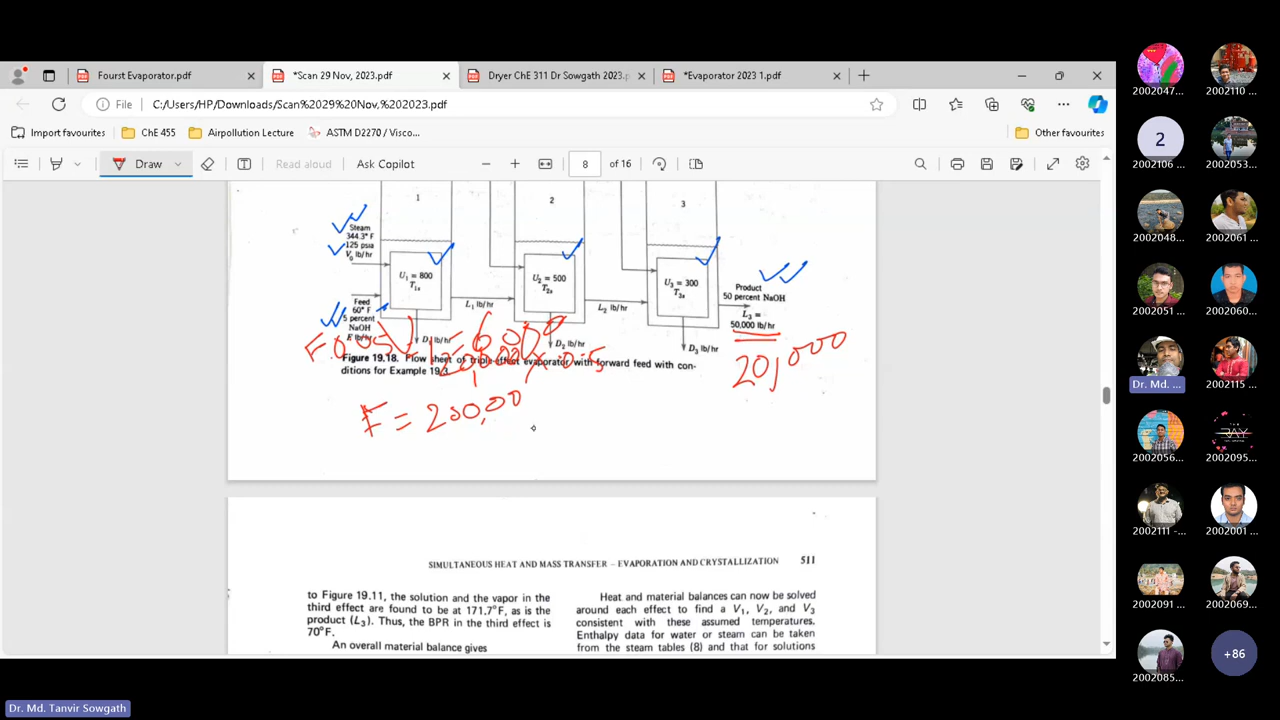 Fourst Evaporator.pdf
*Scan 29 Nov, 2023.pdf
Dryer ChE 311 Dr Sowgath 2023.p
*Evaporator 2023 1.pdf
File
C:/Users/HP/Downloads/Scan%2029%20Nov,%202023.pdf
Import favourites
ChE 455
Airpollution Lecture
ASTM D2270 / Visco...
Other favourites
Draw
Read aloud
Ask Copilot
8
of 16
1
2
3
Steam
344.3° F
125 psia
V₀ lb/hr
U₁ = 800
T₁ₛ
U₂ = 500
T₂ₛ
U₃ = 300
T₃ₛ
Product
50 percent NaOH
L₃ =
50,000 lb/hr
Feed
60° F
5 percent
NaOH
F lb/hr
L₁ lb/hr
L₂ lb/hr
D₁ lb/hr
D₂ lb/hr
D₃ lb/hr
20,000
Figure 19.18. Flow sheet of triple-effect evaporator with forward feed with con-
ditions for Example 19.3
F = 200,00
SIMULTANEOUS HEAT AND MASS TRANSFER – EVAPORATION AND CRYSTALLIZATION 511
to Figure 19.11, the solution and the vapor in the
third effect are found to be at 171.7°F, as is the
product (L₃). Thus, the BPR in the third effect is
70°F.
An overall material balance gives
Heat and material balances can now be solved
around each effect to find a V₁, V₂, and V₃
consistent with these assumed temperatures.
Enthalpy data for water or steam can be taken
from the steam tables (8) and that for solutions
2002047...
2002110 ...
2
2002106 ...
2002053...
2002048...
2002061...
2002051...
2002060...
Dr. Md. ...
2002115...
2002056...
THE RAY
2002095...
2002111 -...
2002001...
2002091 ...
2002069...
2002085...
+86
Dr. Md. Tanvir Sowgath